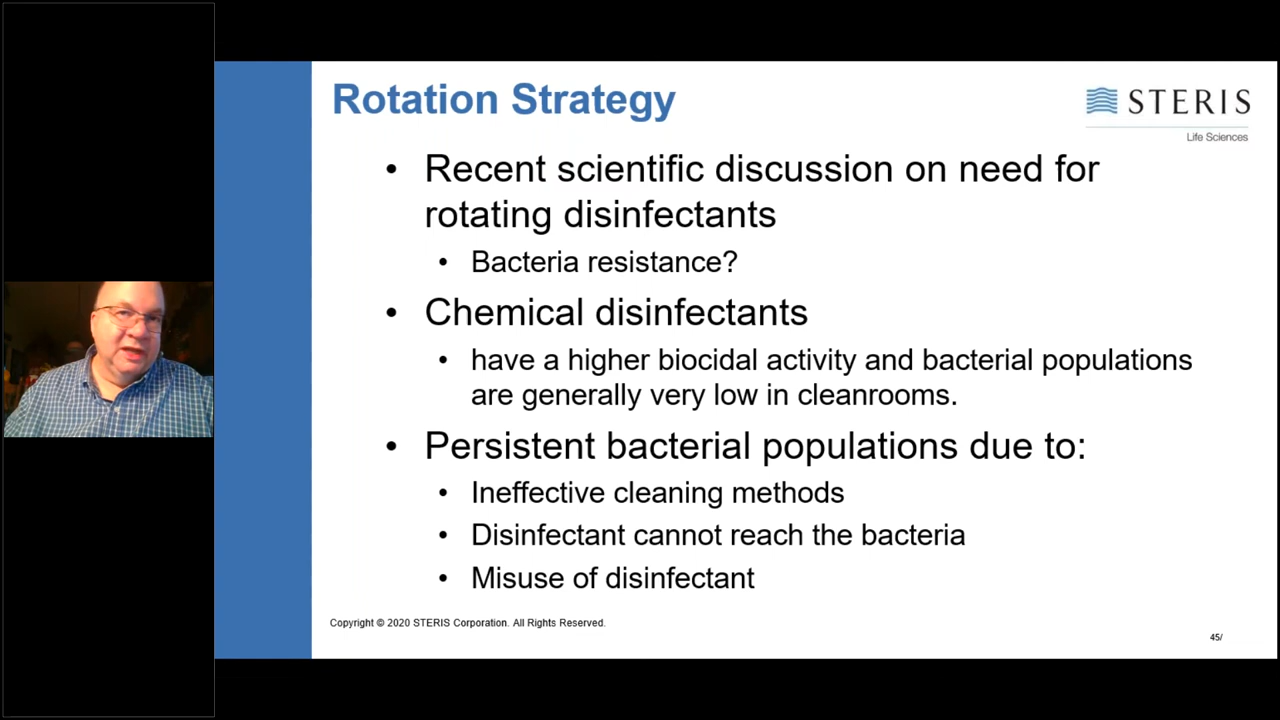 Rotation Strategy
STERIS
Life Sciences
• Recent scientific discussion on need for
rotating disinfectants
• Bacteria resistance?
• Chemical disinfectants
• have a higher biocidal activity and bacterial populations
are generally very low in cleanrooms.
• Persistent bacterial populations due to:
• Ineffective cleaning methods
• Disinfectant cannot reach the bacteria
• Misuse of disinfectant
Copyright © 2020 STERIS Corporation. All Rights Reserved.
45/